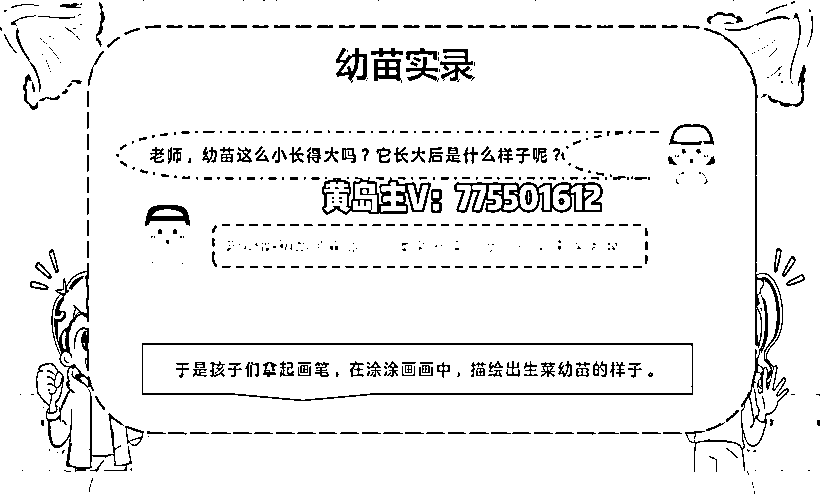 幼苗实录
老师，幼苗这么小长得大吗？它长大后是什么样子呢？
黄岛主V：775501612
于是孩子们拿起画笔，在涂涂画画中，描绘出生菜幼苗的样子。